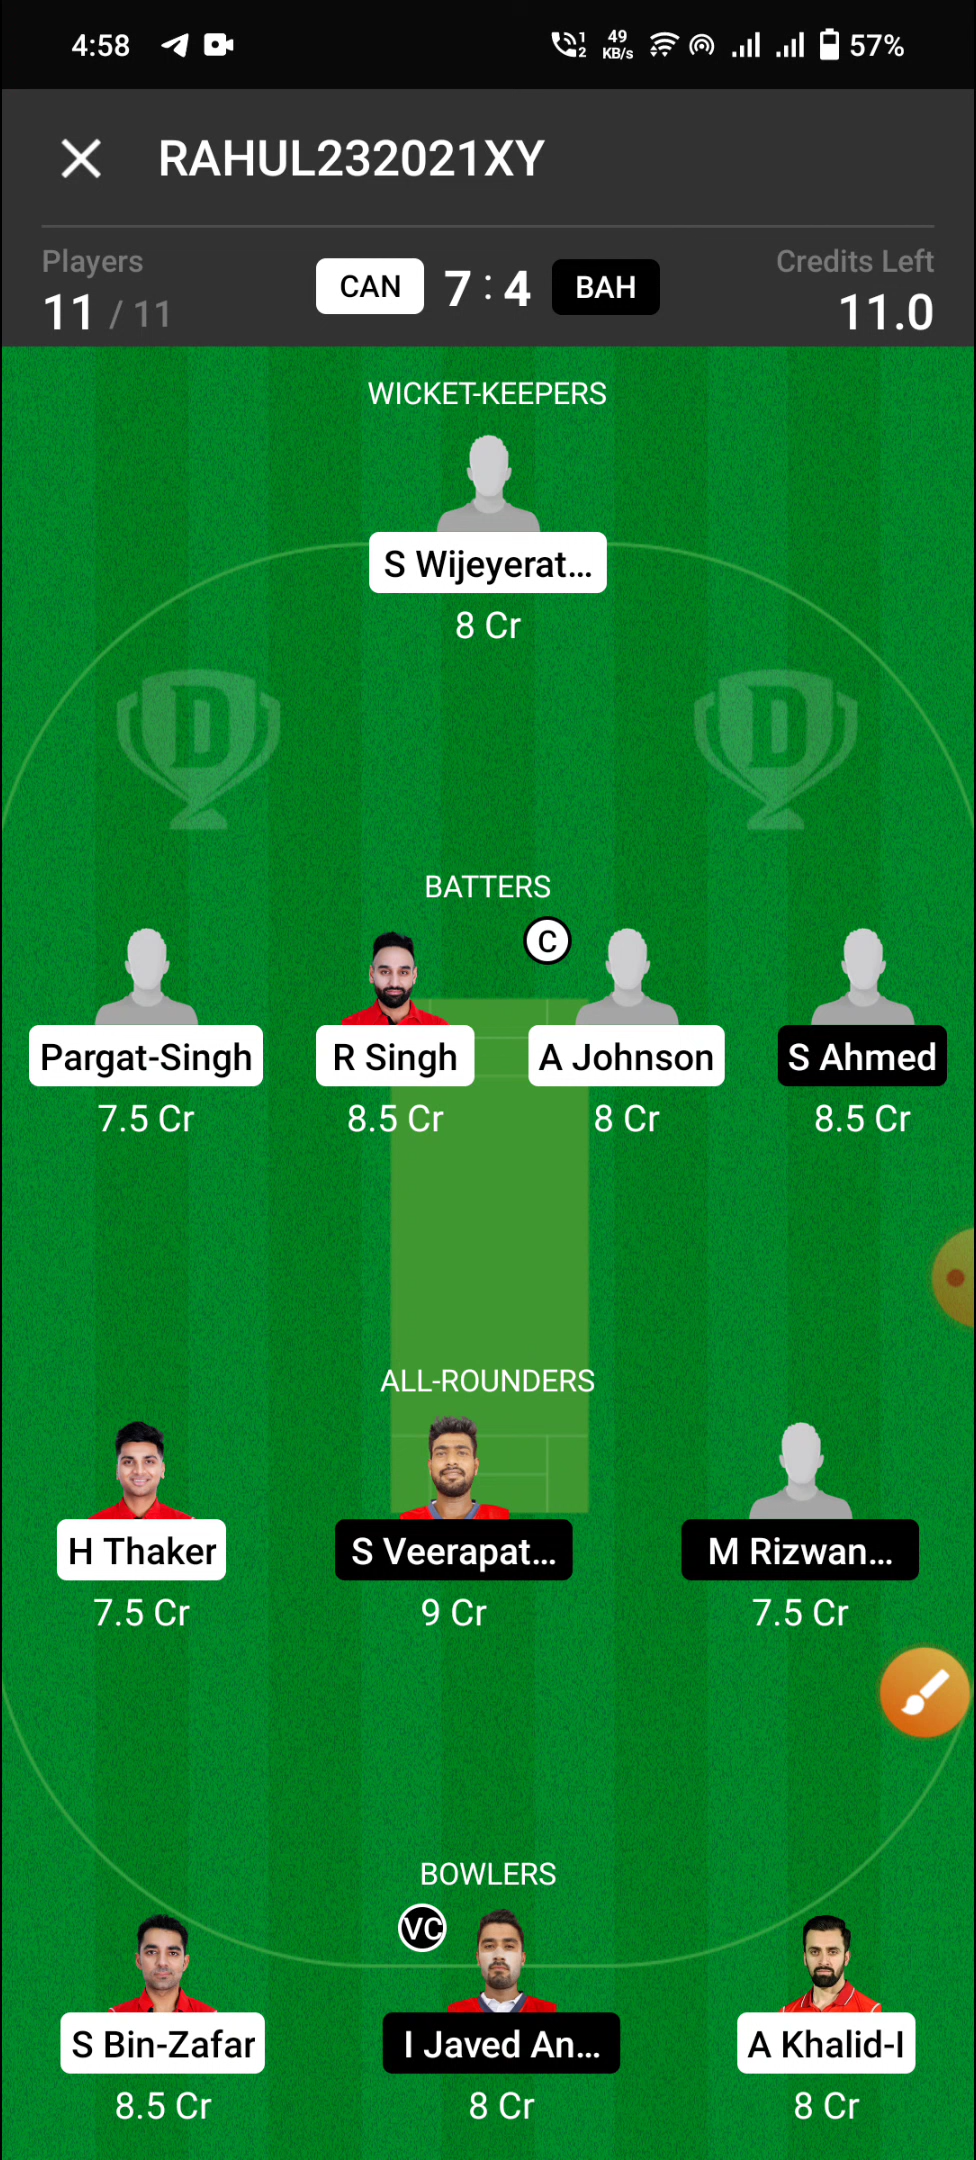 4:58 1 2 49 KB/s 57%
RAHUL232021XY
Players Credits Left
11 / 11 CAN 7 : 4 BAH 11.0
WICKET-KEEPERS
S Wijeyerat...
8 Cr
D D
BATTERS
C
Pargat-Singh R Singh A Johnson S Ahmed
7.5 Cr 8.5 Cr 8 Cr 8.5 Cr
ALL-ROUNDERS
H Thaker S Veerapat... M Rizwan...
7.5 Cr 9 Cr 7.5 Cr
BOWLERS
VC
S Bin-Zafar I Javed An... A Khalid-I
8.5 Cr 8 Cr 8 Cr